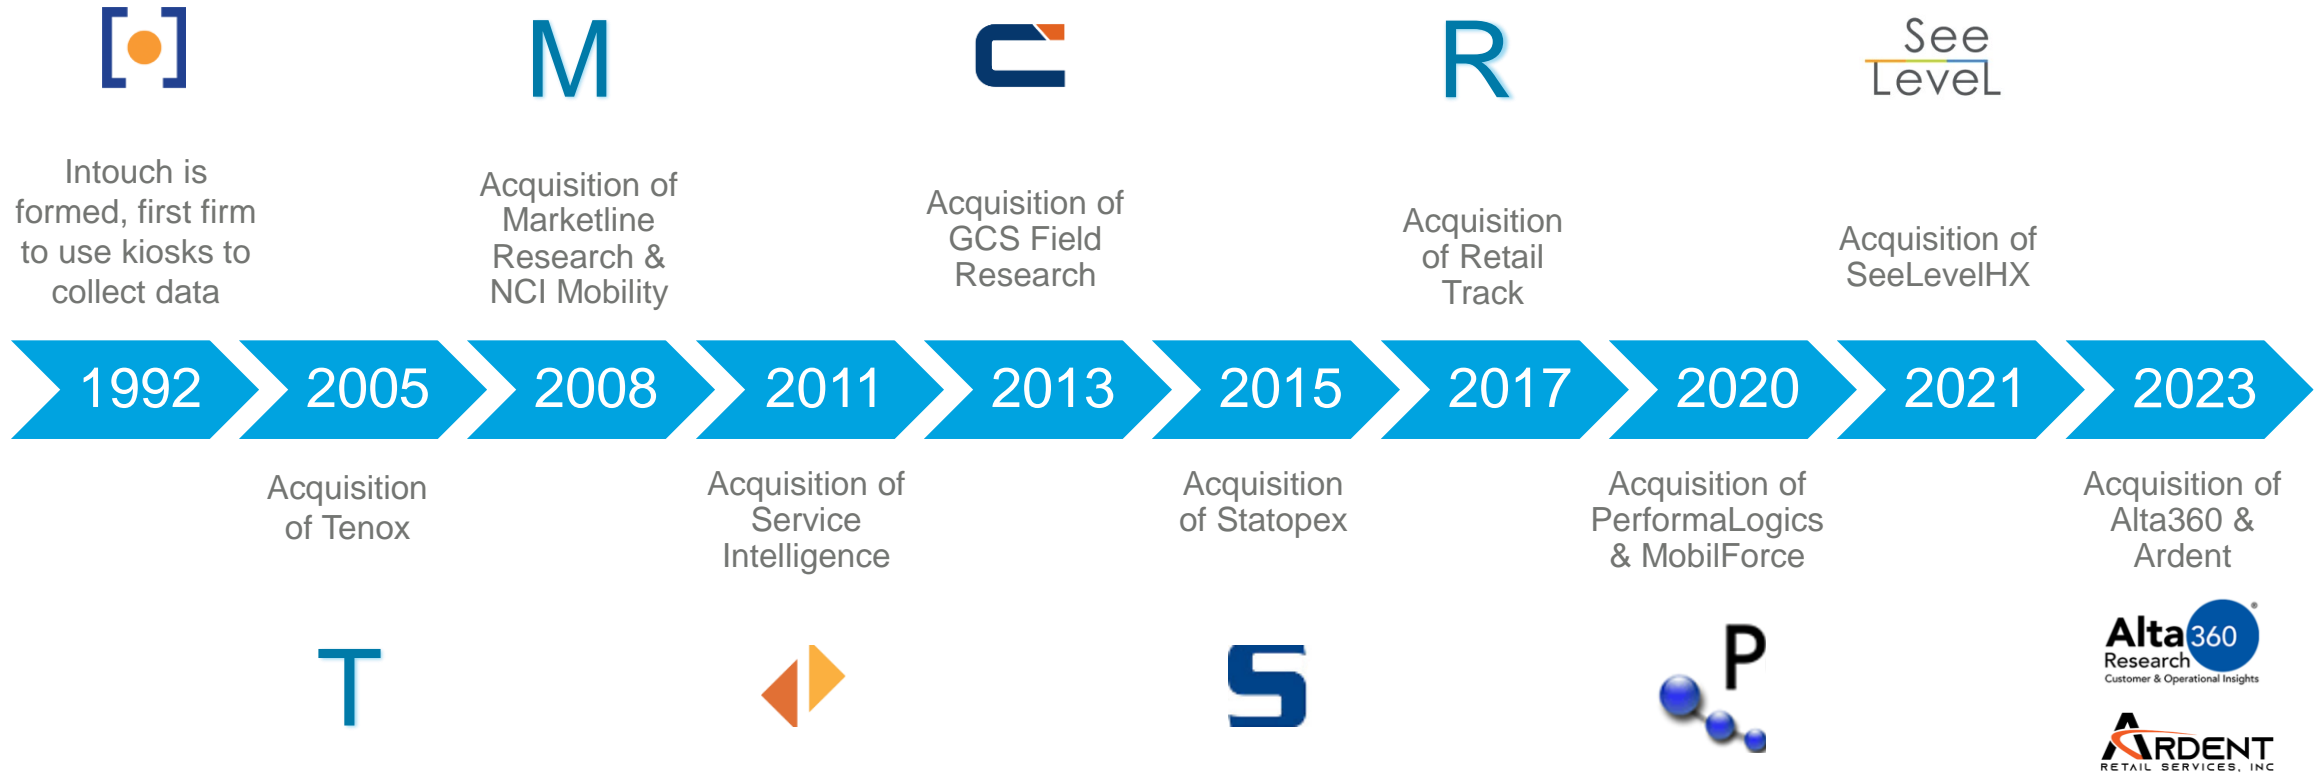 Intouch is
formed, first firm
to use kiosks to
collect data
M
Acquisition of
Marketline
Research &
NCI Mobility
C
Acquisition of
GCS Field
Research
R
Acquisition
of Retail
Track
See
Level
Acquisition of
SeeLevelHX
1992
2005
2008
2011
2013
2015
2017
2020
2021
2023
Acquisition
of Tenox
T
Acquisition of
Service
Intelligence
Acquisition
of Statopex
S
Acquisition of
PerformaLogics
& MobilForce
P
Acquisition of
Alta360 &
Ardent
Alta360®
Research
Customer & Operational Insights
ARDENT
RETAIL SERVICES, INC